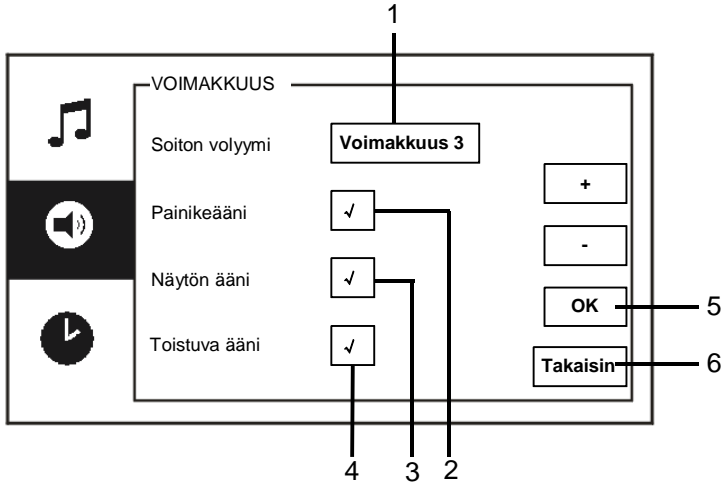 1
VOIMAKKUUS
Soiton volyymi Voimakkuus 3
+
Painikeääni √
-
Näytön ääni √
OK 5
Toistuva ääni √
Takaisin 6
4 3 2